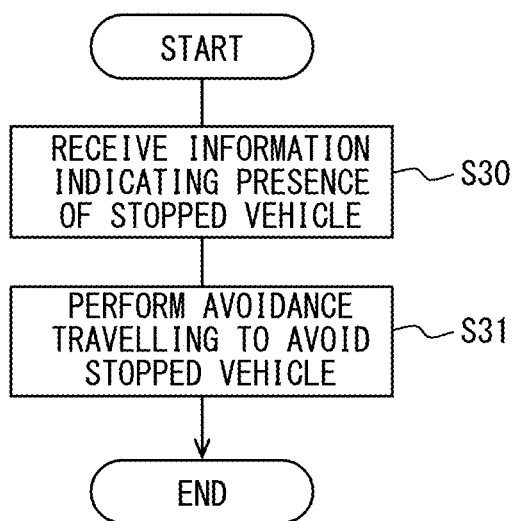 START
RECEIVE INFORMATION
INDICATING PRESENCE
OF STOPPED VEHICLE
S30
PERFORM AVOIDANCE
TRAVELLING TO AVOID
STOPPED VEHICLE
S31
END